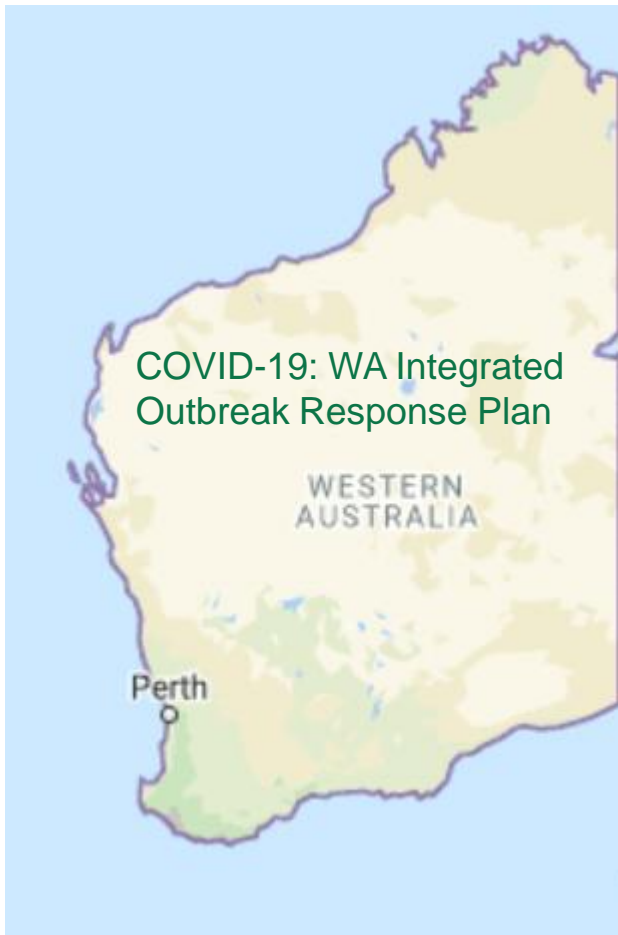 COVID-19: WA Integrated
Outbreak Response Plan
WESTERN
AUSTRALIA
Perth